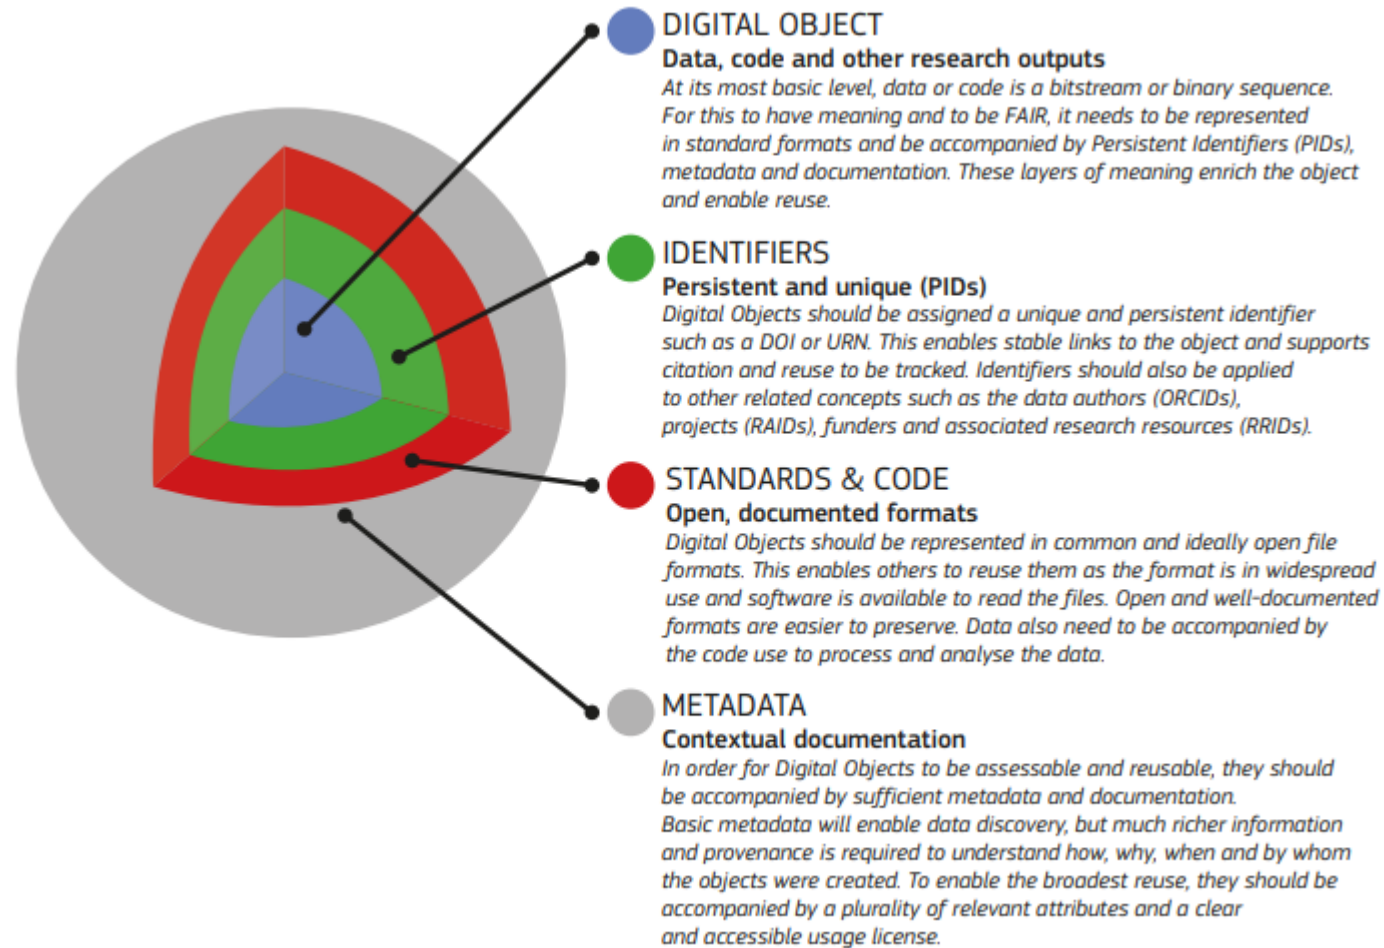 DIGITAL OBJECT
Data, code and other research outputs
At its most basic level, data or code is a bitstream or binary sequence.
For this to have meaning and to be FAIR, it needs to be represented
in standard formats and be accompanied by Persistent Identifiers (PIDs),
metadata and documentation. These layers of meaning enrich the object
and enable reuse.
IDENTIFIERS
Persistent and unique (PIDs)
Digital Objects should be assigned a unique and persistent identifier
such as a DOI or URN. This enables stable links to the object and supports
citation and reuse to be tracked. Identifiers should also be applied
to other related concepts such as the data authors (ORCIDs),
projects (RAIDs), funders and associated research resources (RRIDs).
STANDARDS & CODE
Open, documented formats
Digital Objects should be represented in common and ideally open file
formats. This enables others to reuse them as the format is in widespread
use and software is available to read the files. Open and well-documented
formats are easier to preserve. Data also need to be accompanied by
the code use to process and analyse the data.
METADATA
Contextual documentation
In order for Digital Objects to be assessable and reusable, they should
be accompanied by sufficient metadata and documentation.
Basic metadata will enable data discovery, but much richer information
and provenance is required to understand how, why, when and by whom
the objects were created. To enable the broadest reuse, they should be
accompanied by a plurality of relevant attributes and a clear
and accessible usage license.